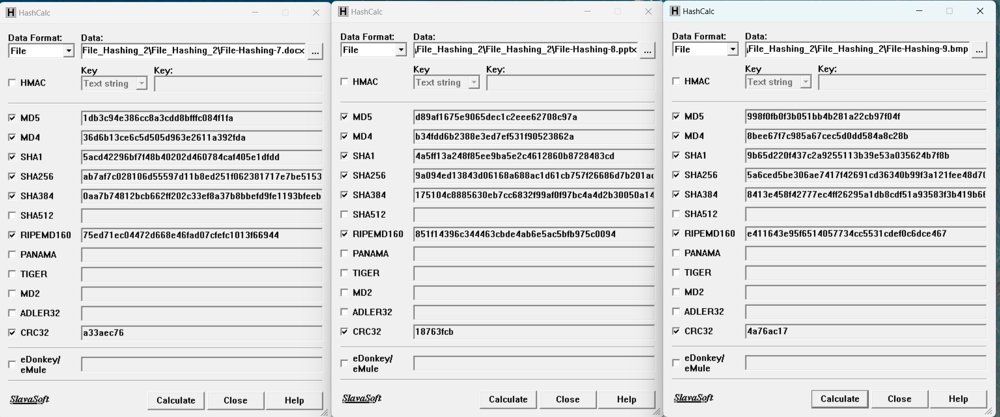 HashCalc
Data Format:
Data:
File
File_Hashing_2\File_Hashing_2\File-Hashing-7.docx
...
Key
Key:
HMAC
Text string
MD5
1db3c94e386cc8a3cdd8bfffc084f1fa
MD4
36d6b13ce6c5d505d963e2611a392fda
SHA1
5acd42296bf7f48b40202d460784caf405e1dfdd
SHA256
ab7af7c028106d55597d11b8ed251f062381717e7be5153
SHA384
0aa7b74812bcb662ff202c33ef8a37b8bbefd9fe1193bfeeb
SHA512
RIPEMD160
75ed71ec04472d668e46fad07cfefc1013f66944
PANAMA
TIGER
MD2
ADLER32
CRC32
a33aec76
eDonkey/
eMule
SlavaSoft
Calculate
Close
Help
HashCalc
Data Format:
Data:
File
\File_Hashing_2\File_Hashing_2\File-Hashing-8.pptx
...
Key
Key:
HMAC
Text string
MD5
d89af1675e9065dec1c2eee62708c97a
MD4
b34fdd6b2388e3ed7ef531f90523862a
SHA1
4a5ff13a248f85ee9ba5e2c4612860b8728483cd
SHA256
9a094ed13843d06168a688ac1d61cb757f26686d7b201a
SHA384
175104c8885630eb7cc6832f99af0f97bc4a4d2b30050a14
SHA512
RIPEMD160
851f14396c344463cbde4ab6e5ac5bfb975c0094
PANAMA
TIGER
MD2
ADLER32
CRC32
18763fcb
eDonkey/
eMule
SlavaSoft
Calculate
Close
Help
HashCalc
Data Format:
Data:
File
\File_Hashing_2\File_Hashing_2\File-Hashing-9.bmp
...
Key
Key:
HMAC
Text string
MD5
998f0fb0f3b051bb4b281a22cb97f04f
MD4
8bee67f7c985a67cec5d0dd584a8c28b
SHA1
9b65d220f437c2a9255113b39e53a035624b7f8b
SHA256
5a6ced5be306ae7417f42691cd36340b99f3a121fee48d7
SHA384
8413e458f42777ec4ff26295a1db8cdf51a93583f3b419b6
SHA512
RIPEMD160
e411643e95f6514057734cc5531cdef0c6dce467
PANAMA
TIGER
MD2
ADLER32
CRC32
4a76ac17
eDonkey/
eMule
SlavaSoft
Calculate
Close
Help